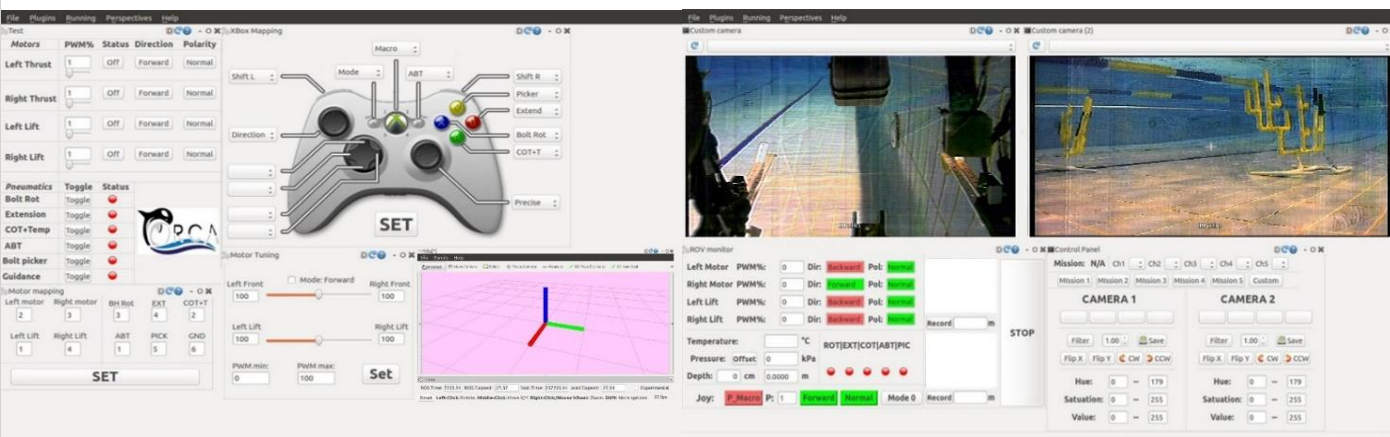 File Plugins Running Perspectives Help
Test
Motors PWM% Status Direction Polarity
Left Thrust 1 Off Forward Normal
Right Thrust 1 Off Forward Normal
Left Lift 1 Off Forward Normal
Right Lift 1 Off Forward Normal
Pneumatics Toggle Status
Bolt Rot Toggle
Extension Toggle
COT+Temp Toggle
ABT Toggle
Bolt picker Toggle
Guidance Toggle
ORCA
Motor mapping
Left motor Right motor BH Rot EXT COT+T
2 3 3 4 2
Left Lift Right Lift ABT PICK GND
1 4 1 5 6
SET
XBox Mapping
Macro
Shift L Mode ABT Shift R
Picker
Extend
Direction Bolt Rot
COT+T
Precise
SET
Motor Tuning
Mode: Forward
Left Front Right Front
100 100
Left Lift Right Lift
100 100
PWM min: PWM max:
0 100 Set
File Plugins Running Perspectives Help
Custom camera
Custom camera (2)
ROV monitor
Left Motor PWM%: 0 Dir: Backward Pol: Normal
Right Motor PWM%: 0 Dir: Forward Pol: Normal
Left Lift PWM%: 0 Dir: Backward Pol: Normal
Right Lift PWM%: 0 Dir: Backward Pol: Normal
Temperature: °C ROT|EXT|COT|ABT|PIC
Pressure: Offset 0 kPa
Depth: 0 cm 0.0000 m
Joy: P_Macro P: 1 Forward Normal Mode 0
Record m
Record m
STOP
Control Panel
Mission: N/A Ch1 Ch2 Ch3 Ch4 Ch5
Mission 1 Mission 2 Mission 3 Mission 4 Mission 5 Custom
CAMERA 1 CAMERA 2
Filter 1.00 Save Filter 1.00 Save
Flip X Flip Y CW CCW Flip X Flip Y CW CCW
Hue: 0 - 179 Hue: 0 - 179
Satuation: 0 - 255 Satuation: 0 - 255
Value: 0 - 255 Value: 0 - 255